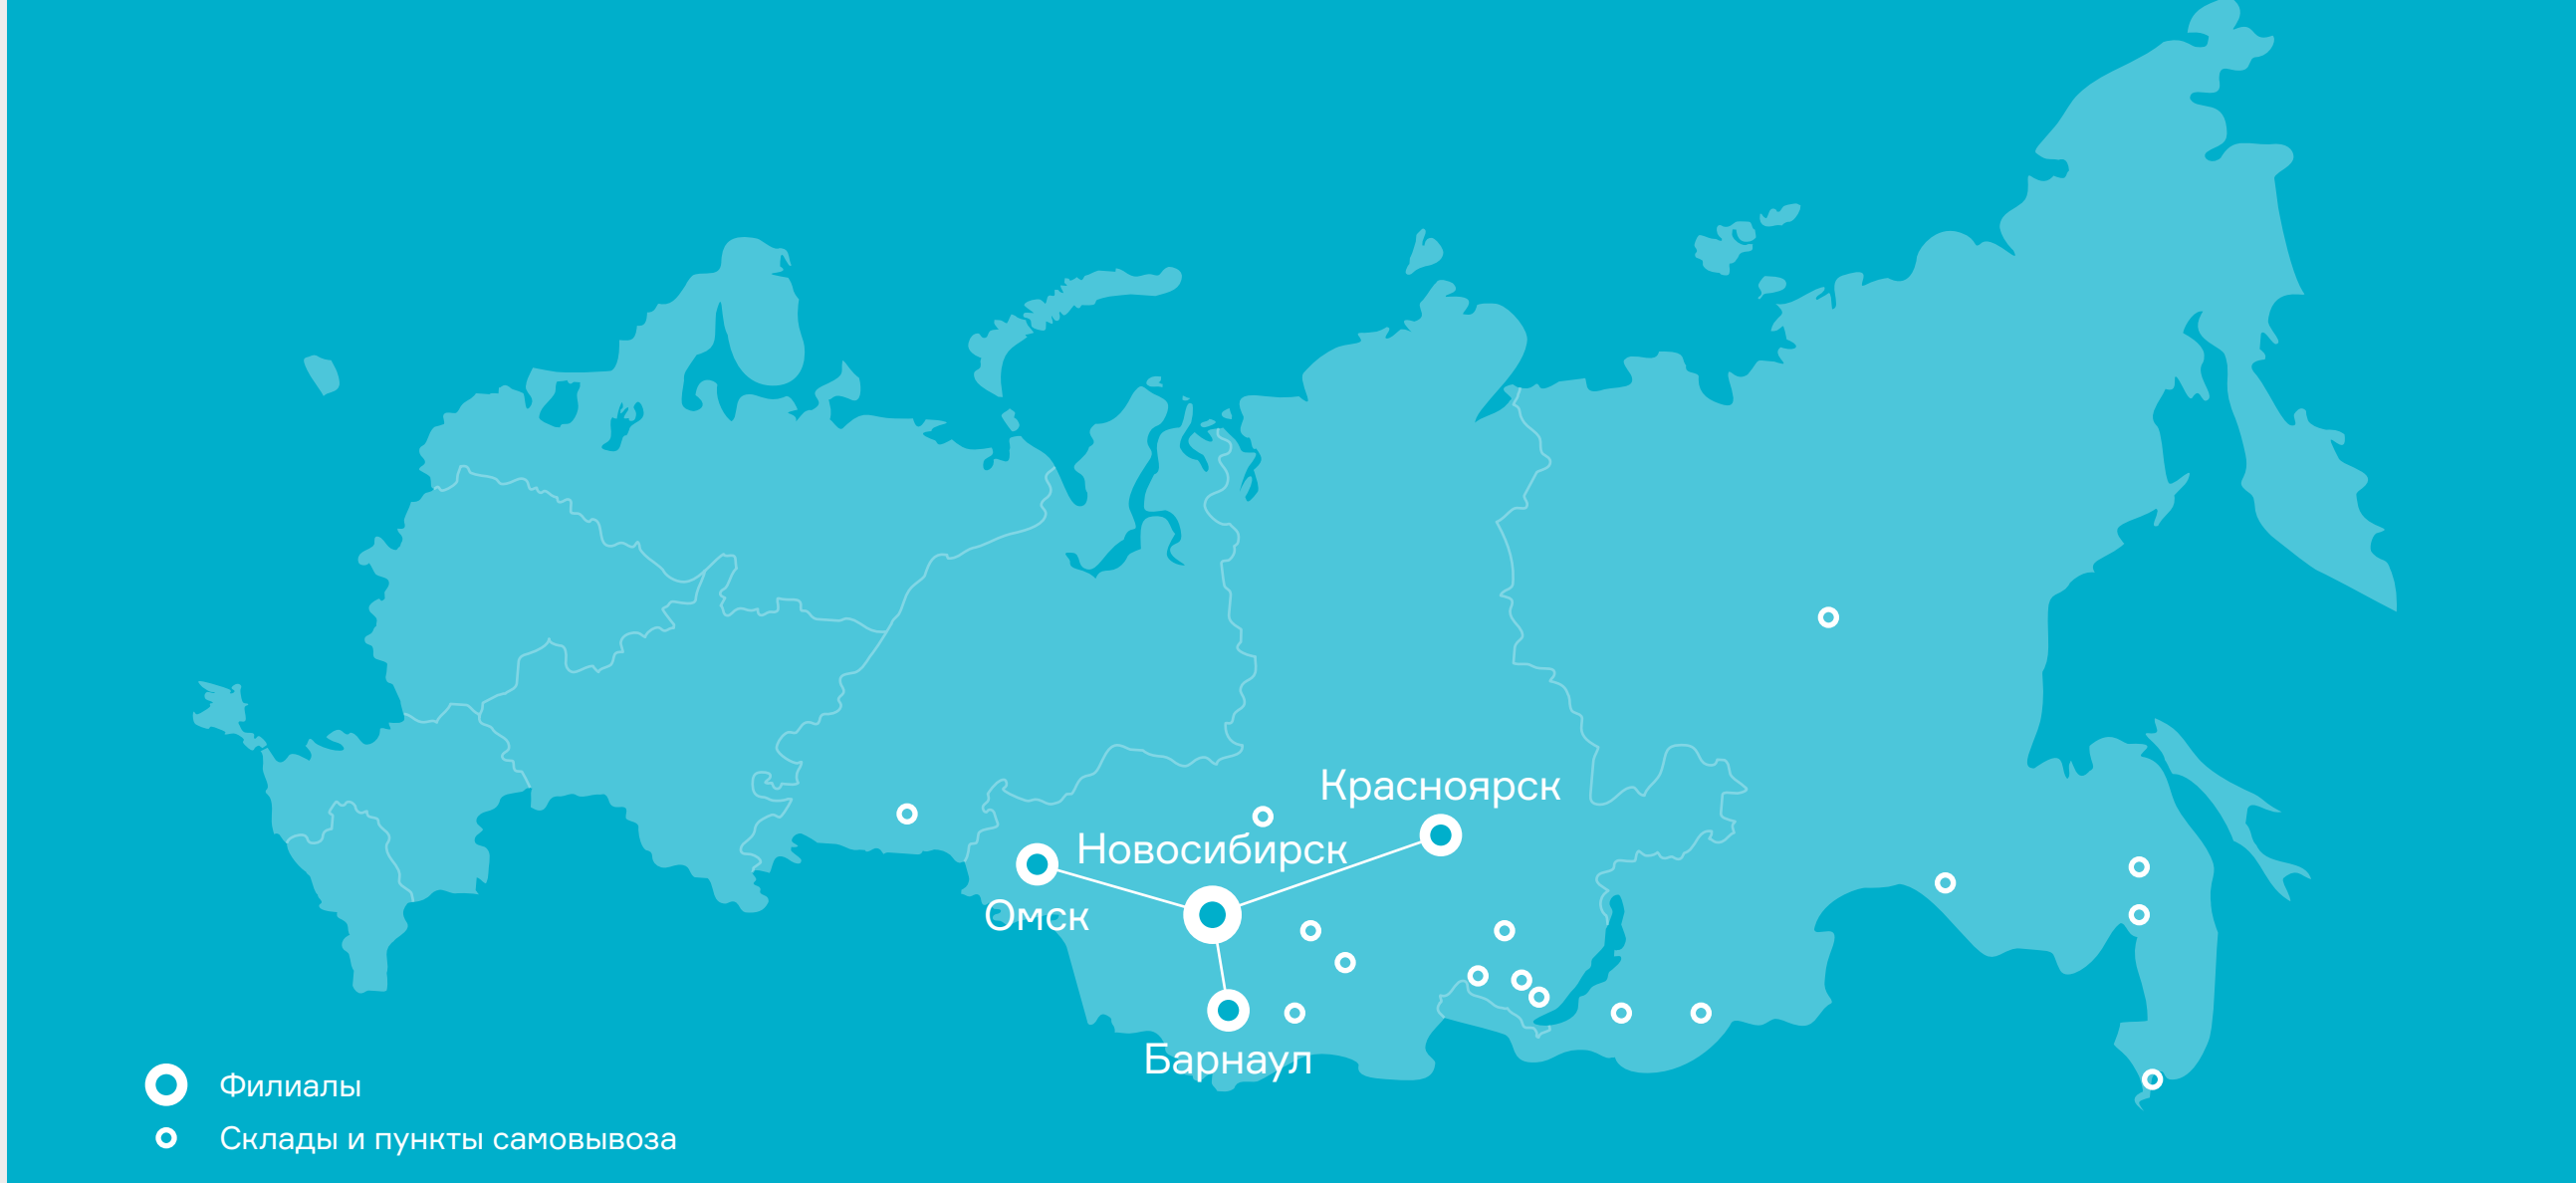 Красноярск
Новосибирск
Омск
Барнаул
Филиалы
Склады и пункты самовывоза